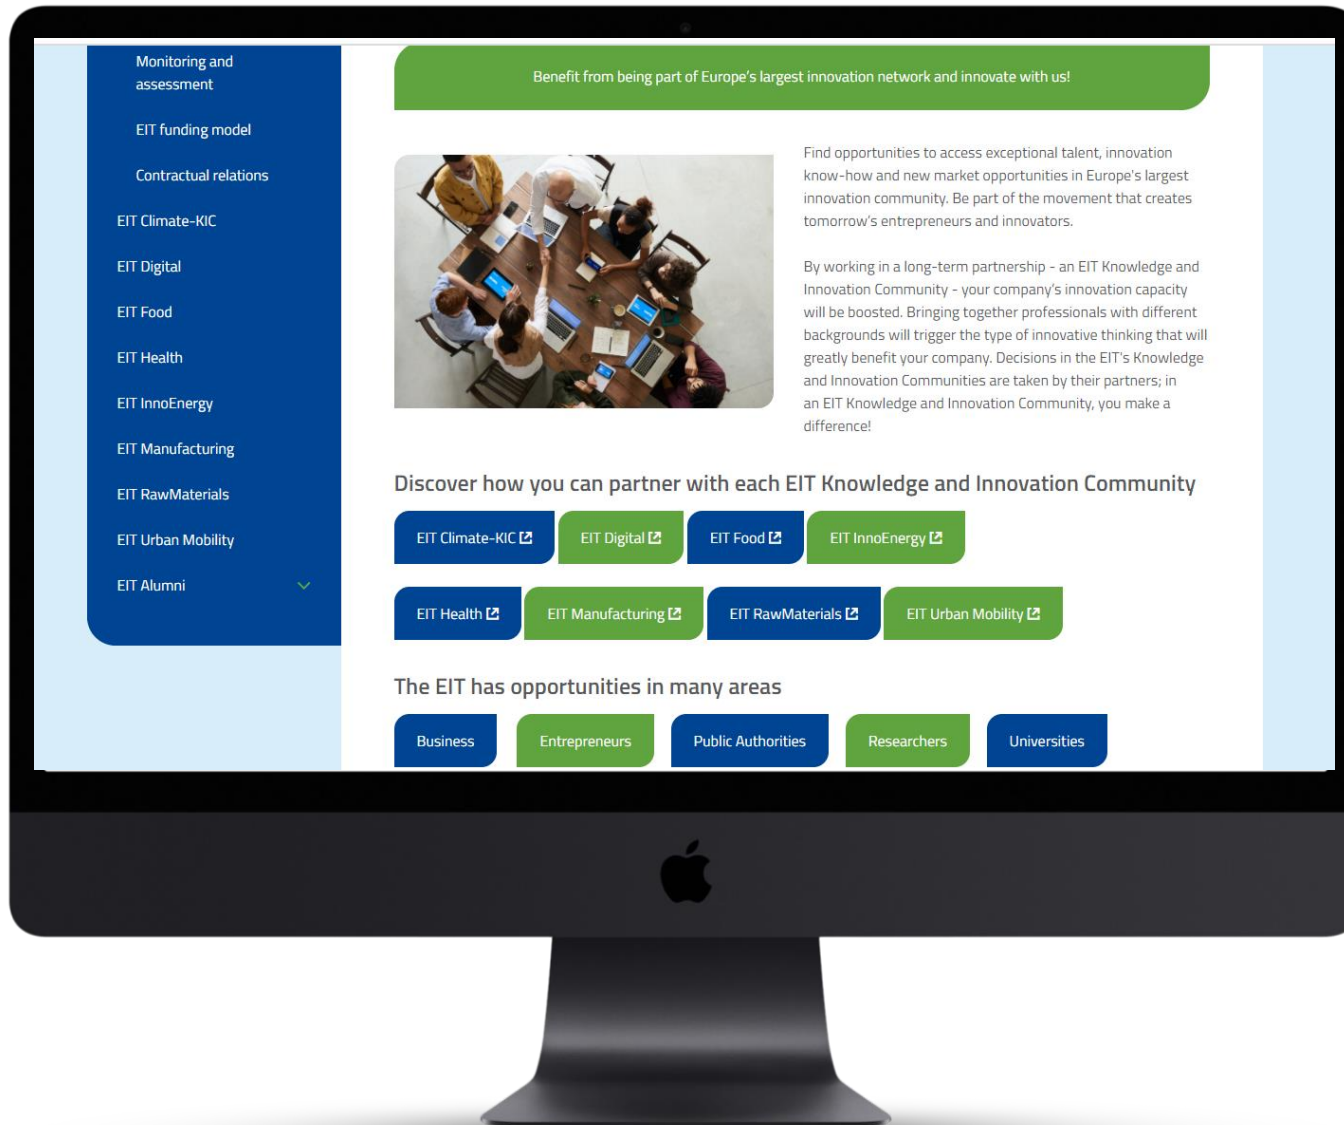 Monitoring and
assessment
EIT funding model
Contractual relations
EIT Climate-KIC
EIT Digital
EIT Food
EIT Health
EIT InnoEnergy
EIT Manufacturing
EIT RawMaterials
EIT Urban Mobility
EIT Alumni
Benefit from being part of Europe's largest innovation network and innovate with us!
Find opportunities to access exceptional talent, innovation
know-how and new market opportunities in Europe's largest
innovation community. Be part of the movement that creates
tomorrow's entrepreneurs and innovators.
By working in a long-term partnership - an EIT Knowledge and
Innovation Community - your company's innovation capacity
will be boosted. Bringing together professionals with different
backgrounds will trigger the type of innovative thinking that will
greatly benefit your company. Decisions in the EIT's Knowledge
and Innovation Communities are taken by their partners; in
an EIT Knowledge and Innovation Community, you make a
difference!
Discover how you can partner with each EIT Knowledge and Innovation Community
EIT Climate-KIC EIT Digital EIT Food EIT InnoEnergy
EIT Health EIT Manufacturing EIT RawMaterials EIT Urban Mobility
The EIT has opportunities in many areas
Business Entrepreneurs Public Authorities Researchers Universities